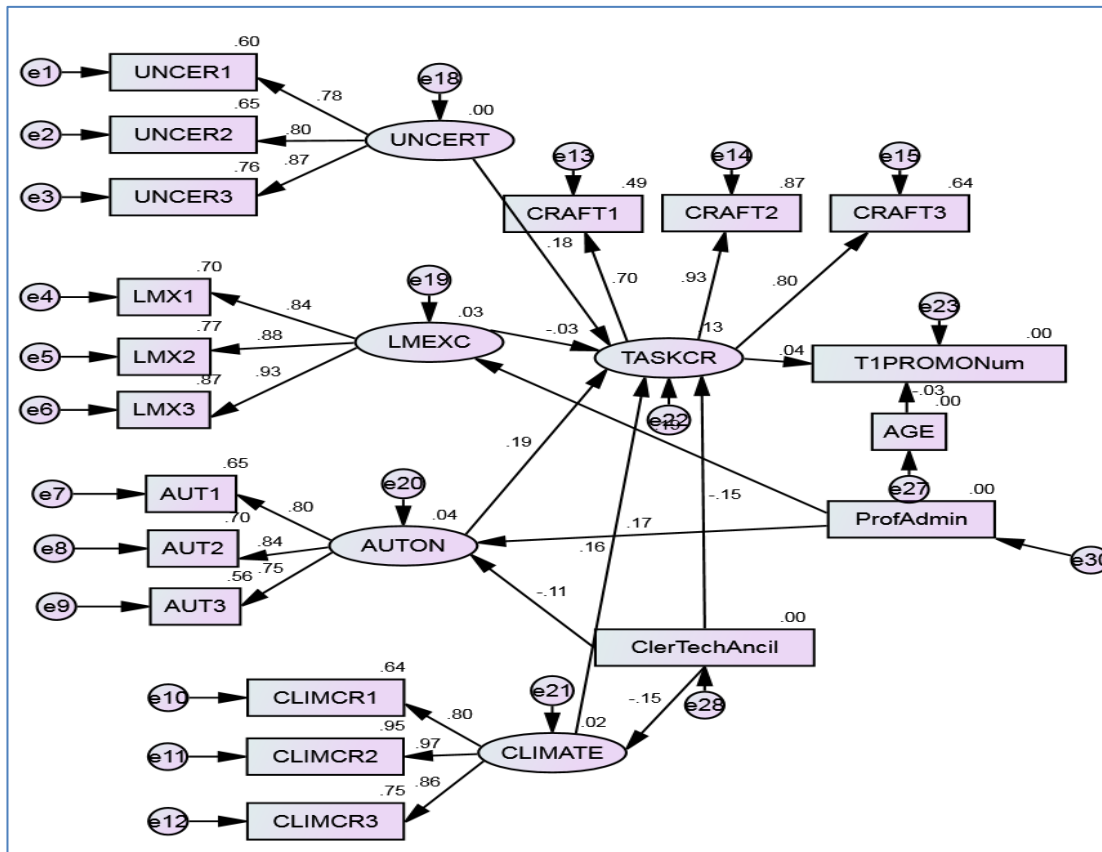 .60
e1
UNCER1
e18
.78
.00
.65
e2
UNCER2
.80
UNCERT
e13
e14
e15
.76
.87
e3
UNCER3
.49
.87
.64
CRAFT1
CRAFT2
CRAFT3
.18
.70
.70
.93
.80
e4
LMX1
e19
.84
.03
e23
.77
-.03
.13
.00
e5
LMX2
.88
LMEXC
TASKCR
.04
T1PROMONum
.87
.93
-.03
.00
e6
LMX3
e22
.19
AGE
.19
.65
e7
AUT1
e20
e27
.80
.00
.70
.04
-.15
ProfAdmin
e8
AUT2
.84
AUTON
.17
.56
.75
.16
e30
e9
AUT3
-.11
.00
ClerTechAncil
.64
e10
CLIMCR1
e21
-.15
e28
.80
.95
.02
e11
CLIMCR2
.97
CLIMATE
.75
.86
e12
CLIMCR3